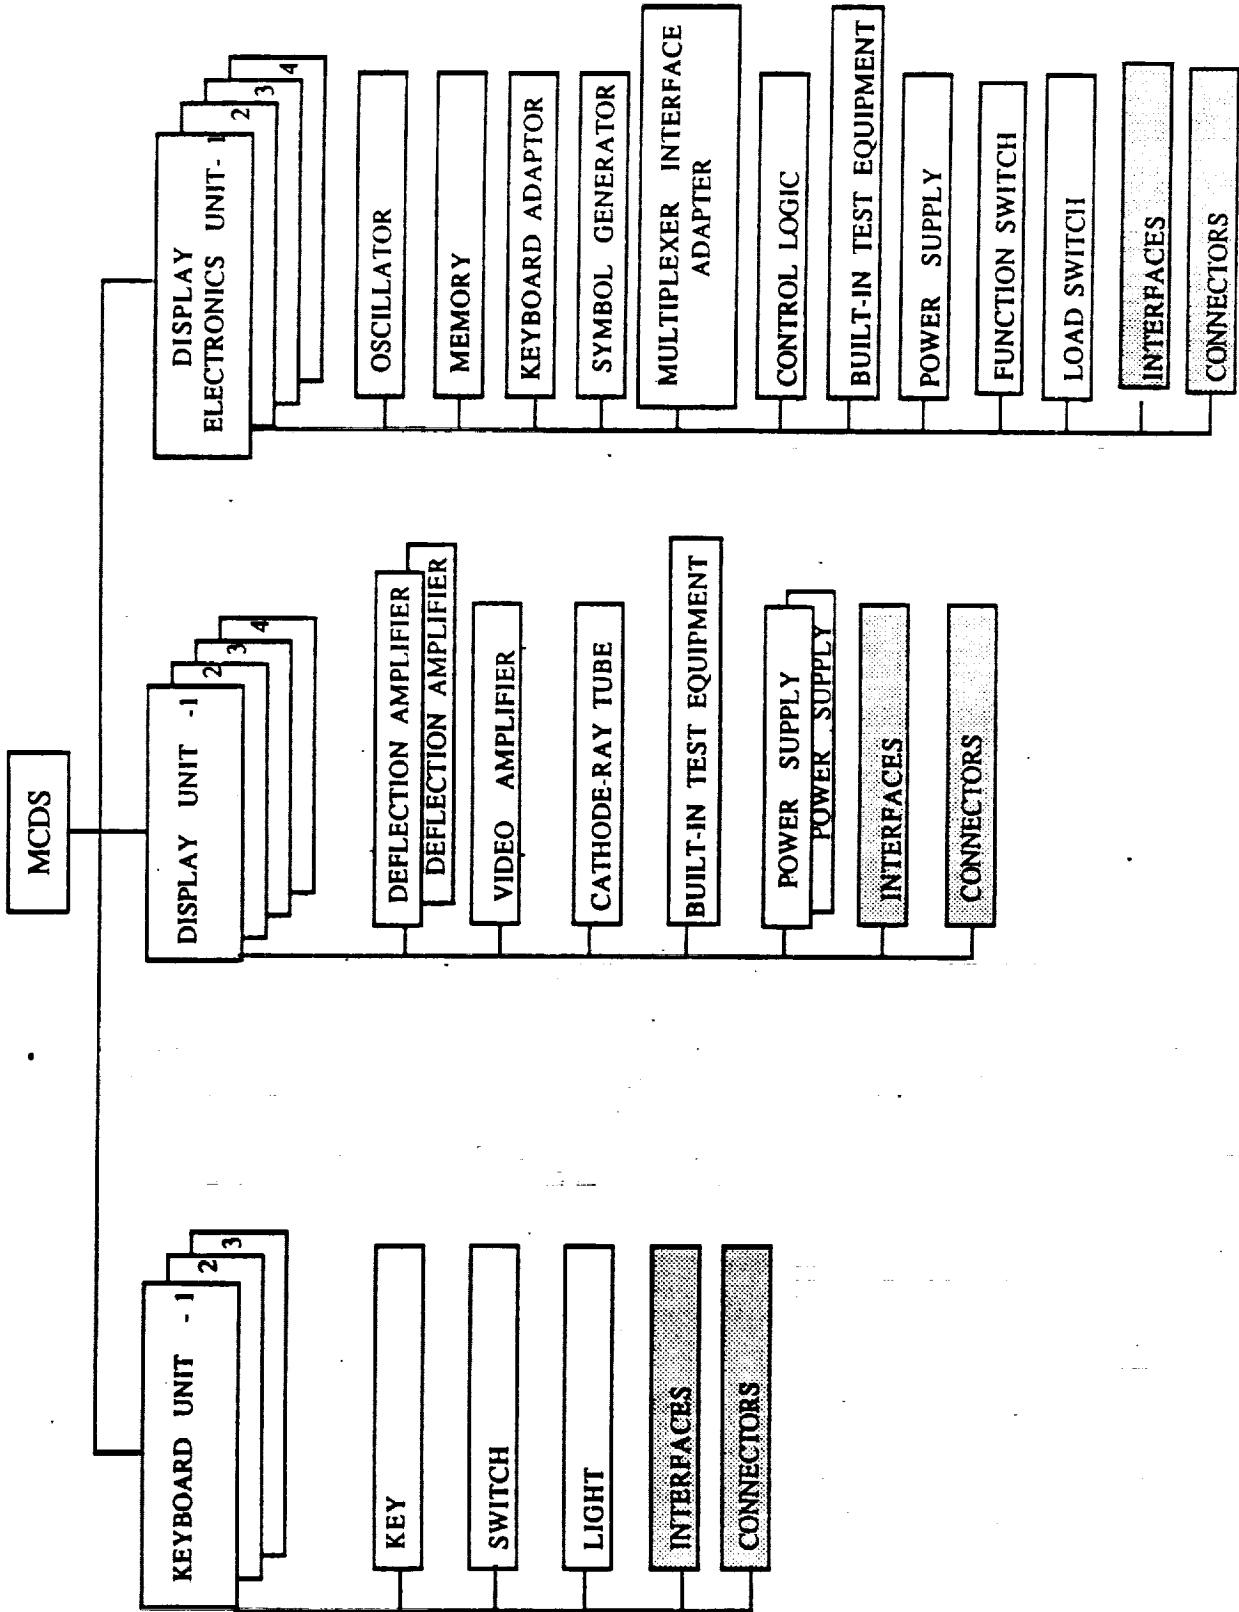 MCDS
KEYBOARD UNIT - 1
2
3
KEY
SWITCH
LIGHT
INTERFACES
CONNECTORS
DISPLAY UNIT -1
2
3
4
DEFLECTION AMPLIFIER
DEFLECTION AMPLIFIER
VIDEO AMPLIFIER
CATHODE-RAY TUBE
BUILT-IN TEST EQUIPMENT
POWER SUPPLY
POWER SUPPLY
INTERFACES
CONNECTORS
DISPLAY
ELECTRONICS UNIT- 1
2
3
4
OSCILLATOR
MEMORY
KEYBOARD ADAPTOR
SYMBOL GENERATOR
MULTIPLEXER INTERFACE
ADAPTER
CONTROL LOGIC
BUILT-IN TEST EQUIPMENT
POWER SUPPLY
FUNCTION SWITCH
LOAD SWITCH
INTERFACES
CONNECTORS